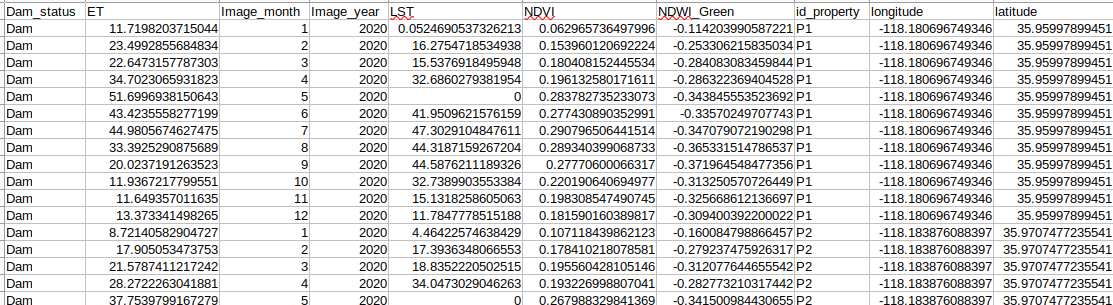 Dam_status ET Image_month Image_year LST NDVI NDWI_Green id_property longitude latitude
Dam 11.7198203715044 1 2020 0.0524690537326213 0.062965736497996 -0.114203990587221 P1 -118.180696749346 35.95997899451
Dam 23.4992855684834 2 2020 16.2754718534938 0.153960120692224 -0.253306215835034 P1 -118.180696749346 35.95997899451
Dam 22.6473157787303 3 2020 15.5376918495948 0.180408152445534 -0.284083083459844 P1 -118.180696749346 35.95997899451
Dam 34.7023065931823 4 2020 32.6860279381954 0.196132580171611 -0.286322369404528 P1 -118.180696749346 35.95997899451
Dam 51.6996938150643 5 2020 0 0.283782735233073 -0.343845553523692 P1 -118.180696749346 35.95997899451
Dam 43.4235558277199 6 2020 41.9509621576159 0.277430890352991 -0.33570249707743 P1 -118.180696749346 35.95997899451
Dam 44.9805674627475 7 2020 47.3029104847611 0.290796506441514 -0.347079072190298 P1 -118.180696749346 35.95997899451
Dam 33.3925290875689 8 2020 44.3187159267204 0.289340399068733 -0.365331514786537 P1 -118.180696749346 35.95997899451
Dam 20.0237191263523 9 2020 44.5876211189326 0.27770600066317 -0.371964548477356 P1 -118.180696749346 35.95997899451
Dam 11.9367217799551 10 2020 32.7389903553384 0.220190640694977 -0.313250570726449 P1 -118.180696749346 35.95997899451
Dam 11.649357011635 11 2020 15.1318258605063 0.198308547490745 -0.325668612136697 P1 -118.180696749346 35.95997899451
Dam 13.373341498265 12 2020 11.7847778515188 0.181590160389817 -0.309400392200022 P1 -118.180696749346 35.95997899451
Dam 8.72140582904727 1 2020 4.46422574638429 0.107118439862123 -0.160084798866457 P2 -118.183876088397 35.9707477235541
Dam 17.905053473753 2 2020 17.3936348066553 0.178410218078581 -0.279237475926317 P2 -118.183876088397 35.9707477235541
Dam 21.5787411217242 3 2020 18.8352220502515 0.195560428105146 -0.312077644655542 P2 -118.183876088397 35.9707477235541
Dam 28.2722263041881 4 2020 34.0473029046263 0.193226998807041 -0.282773210317442 P2 -118.183876088397 35.9707477235541
Dam 37.7539799167279 5 2020 0 0.267988329841369 -0.341500984430655 P2 -118.183876088397 35.9707477235541